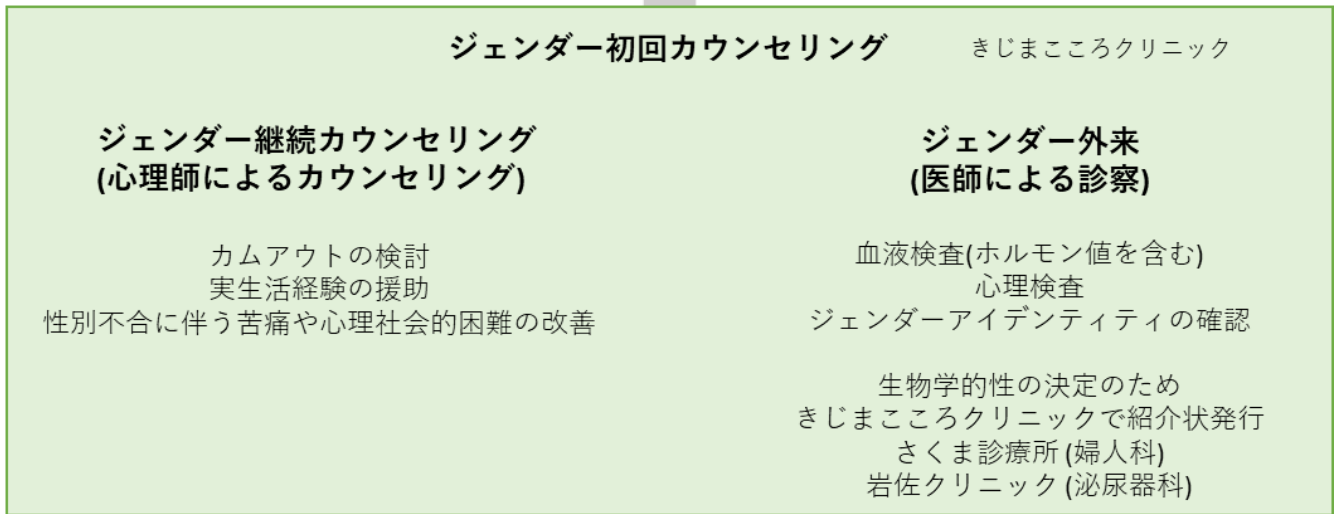 ジェンダー初回カウンセリング きじまこころクリニック
ジェンダー継続カウンセリング
(心理師によるカウンセリング)
カムアウトの検討
実生活経験の援助
性別不合に伴う苦痛や心理社会的困難の改善
ジェンダー外来
(医師による診察)
血液検査(ホルモン値を含む)
心理検査
ジェンダーアイデンティティの確認
生物学的性の決定のため
きじまこころクリニックで紹介状発行
さくま診療所 (婦人科)
岩佐クリニック (泌尿器科)